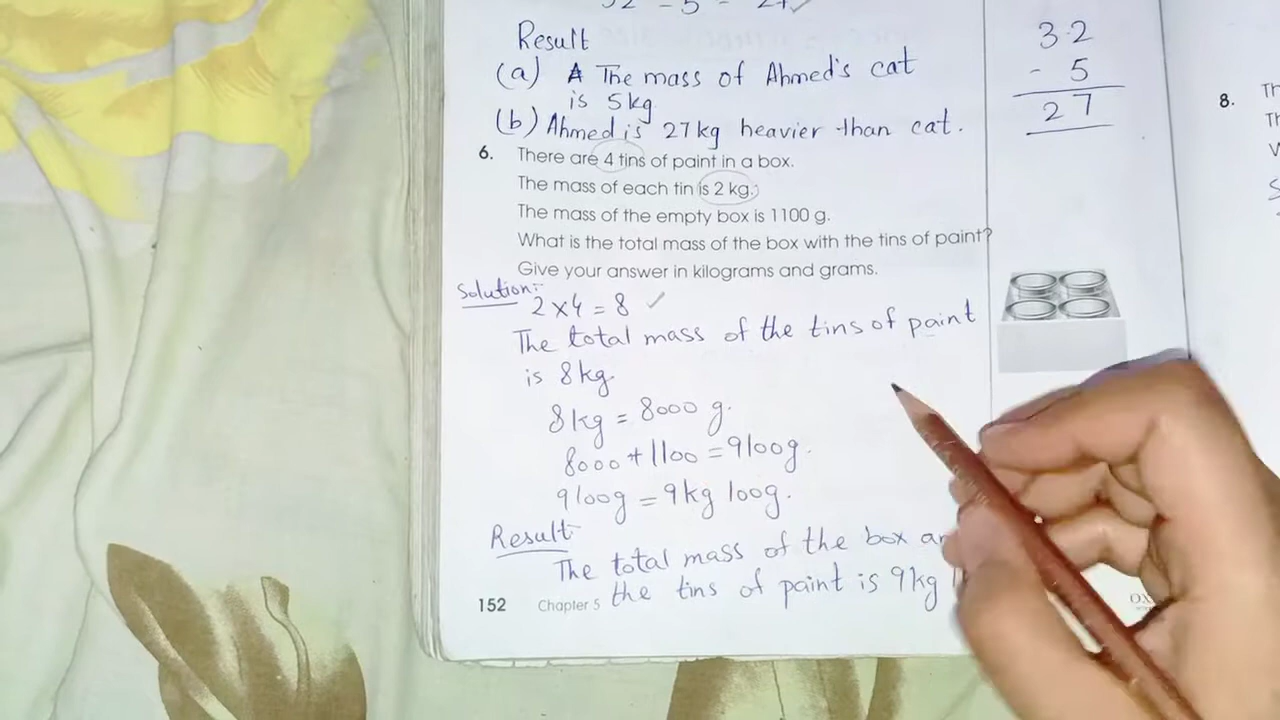 Result
(a) A The mass of Ahmed's cat
is 5kg
(b) Ahmed is 27kg heavier than cat.
32
- 5
27
6. There are 4 tins of paint in a box.
The mass of each tin is 2 kg.
The mass of the empty box is 1100 g.
What is the total mass of the box with the tins of paint?
Give your answer in kilograms and grams.
Solution:-
2 x 4 = 8 ✓
The total mass of the tins of paint
is 8kg.
8kg = 8000 g.
8000 + 1100 = 9100g.
9100g = 9kg 100g.
Result:-
The total mass of the box
the tins of paint is 9kg
152 Chapter 5
8.